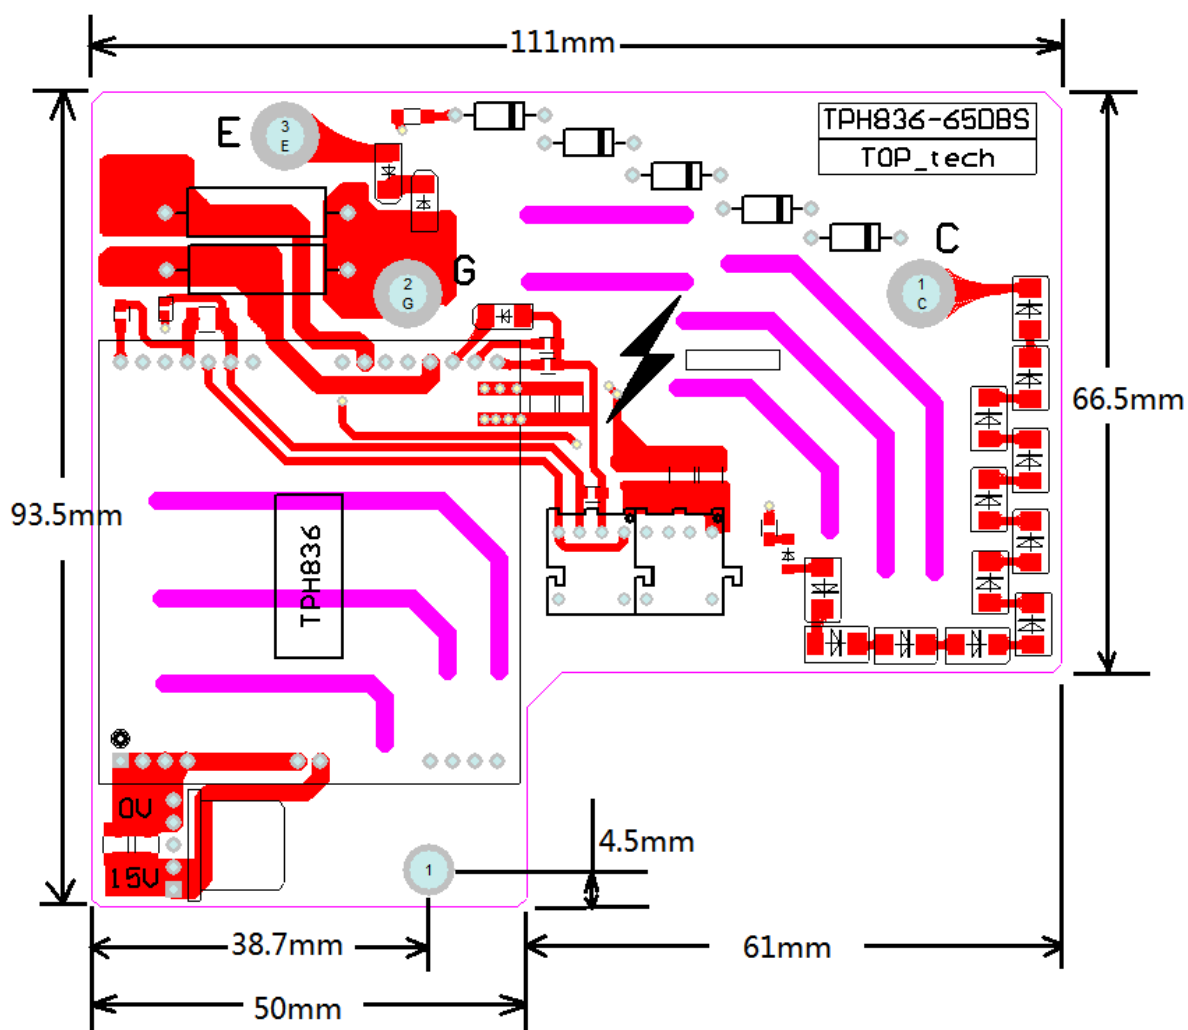 111mm
TPH836-65DBS
TOP_tech
E
3
E
C
G
2
G
1
C
66.5mm
93.5mm
TPH836
0V
15V
1
4.5mm
38.7mm
61mm
50mm